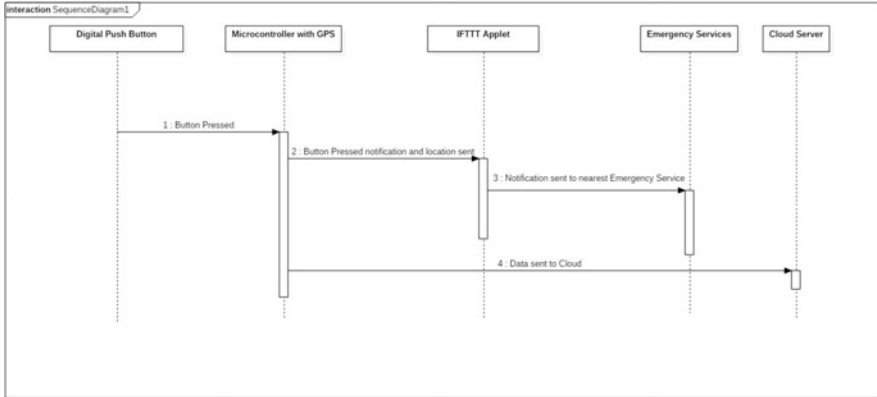 interaction SequenceDiagram1
Digital Push Button
Microcontroller with GPS
IFTTT Applet
Emergency Services
Cloud Server
1 : Button Pressed
2 : Button Pressed notification and location sent
3 : Notification sent to nearest Emergency Service
4 : Data sent to Cloud